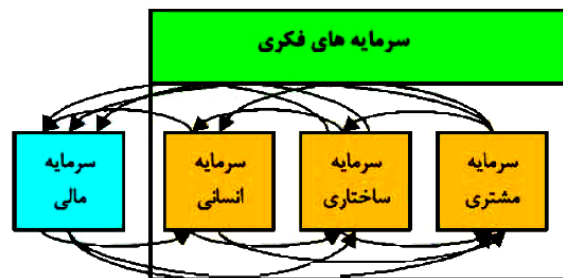 سرمایه های فکری
سرمایه
مشتری
سرمایه
ساختاری
سرمایه
انسانی
سرمایه
مالی